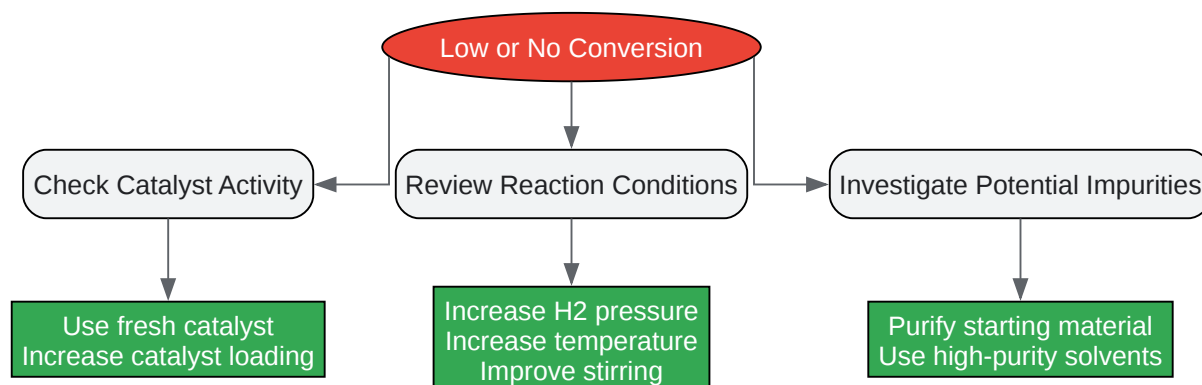 Low or No Conversion
Check Catalyst Activity
Review Reaction Conditions
Investigate Potential Impurities
Use fresh catalyst
Increase catalyst loading
Increase H2 pressure
Increase temperature
Improve stirring
Purify starting material
Use high-purity solvents